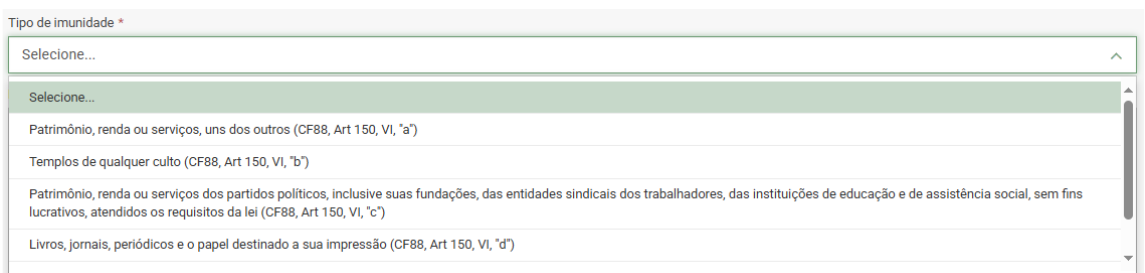 Tipo de imunidade *
Selecione...
Selecione...
Patrimônio, renda ou serviços, uns dos outros (CF88, Art 150, VI, "a")
Templos de qualquer culto (CF88, Art 150, VI, "b")
Patrimônio, renda ou serviços dos partidos políticos, inclusive suas fundações, das entidades sindicais dos trabalhadores, das instituições de educação e de assistência social, sem fins
lucrativos, atendidos os requisitos da lei (CF88, Art 150, VI, "c")
Livros, jornais, periódicos e o papel destinado a sua impressão (CF88, Art 150, VI, "d")